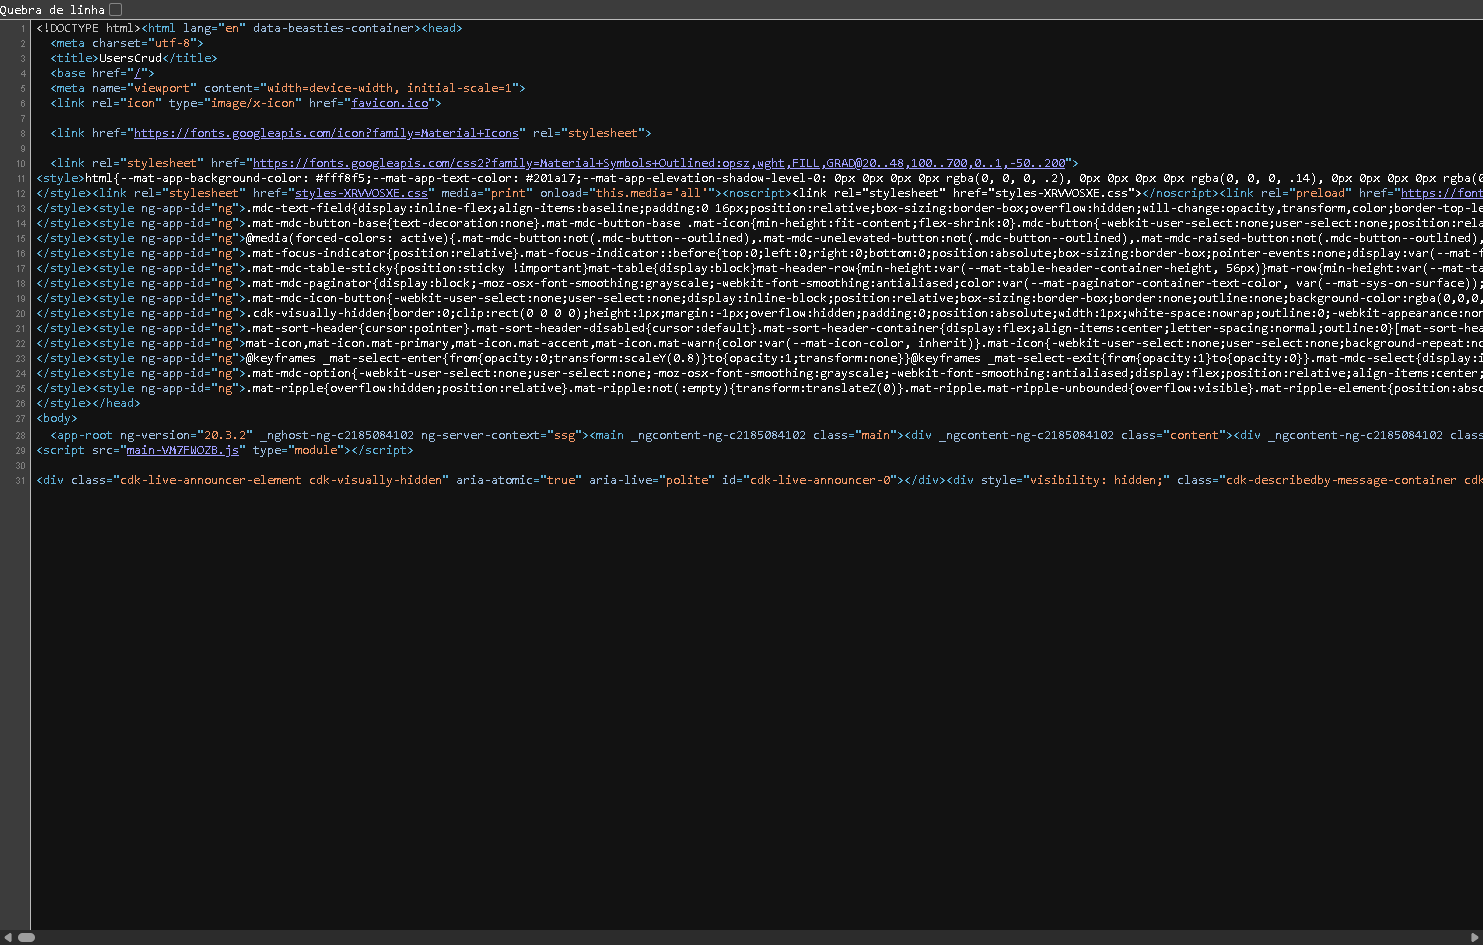 Quebra de linha
1 <!DOCTYPE html><html lang="en" data-beasties-container><head>
2 <meta charset="utf-8">
3 <title>UsersCrud</title>
4 <base href="/">
5 <meta name="viewport" content="width=device-width, initial-scale=1">
6 <link rel="icon" type="image/x-icon" href="favicon.ico">
7
8 <link href="https://fonts.googleapis.com/icon?family=Material+Icons" rel="stylesheet">
9
10 <link rel="stylesheet" href="https://fonts.googleapis.com/css2?family=Material+Symbols+Outlined:opsz,wght,FILL,GRAD@20..48,100..700,0..1,-50..200">
11 <style>html{--mat-app-background-color: #fff8f5;--mat-app-text-color: #201a17;--mat-app-elevation-shadow-level-0: 0px 0px 0px 0px rgba(0, 0, 0, .2), 0px 0px 0px 0px rgba(0, 0, 0, .14), 0px 0px 0px 0px rgba(0
12 </style><link rel="stylesheet" href="styles-XRVVOSXE.css" media="print" onload="this.media='all'"><noscript><link rel="stylesheet" href="styles-XRVVOSXE.css"></noscript><link rel="preload" href="https://font
13 </style><style ng-app-id="ng">.mdc-text-field{display:inline-flex;align-items:baseline;padding:0 16px;position:relative;box-sizing:border-box;overflow:hidden;will-change:opacity,transform,color;border-top-le
14 </style><style ng-app-id="ng">.mat-mdc-button-base{text-decoration:none}.mat-mdc-button-base .mat-icon{min-height:fit-content;flex-shrink:0}.mdc-button{-webkit-user-select:none;user-select:none;position:rela
15 </style><style ng-app-id="ng">@media(forced-colors: active){.mat-mdc-button:not(.mdc-button--outlined),.mat-mdc-unelevated-button:not(.mdc-button--outlined),.mat-mdc-raised-button:not(.mdc-button--outlined),
16 </style><style ng-app-id="ng">.mat-focus-indicator{position:relative}.mat-focus-indicator::before{top:0;left:0;right:0;bottom:0;position:absolute;box-sizing:border-box;pointer-events:none;display:var(--mat-f
17 </style><style ng-app-id="ng">.mat-mdc-table-sticky{position:sticky !important}mat-table{display:block}mat-header-row{min-height:var(--mat-table-header-container-height, 56px)}mat-row{min-height:var(--mat-ta
18 </style><style ng-app-id="ng">.mat-mdc-paginator{display:block;-moz-osx-font-smoothing:grayscale;-webkit-font-smoothing:antialiased;color:var(--mat-paginator-container-text-color, var(--mat-sys-on-surface));
19 </style><style ng-app-id="ng">.mat-mdc-icon-button{-webkit-user-select:none;user-select:none;display:inline-block;position:relative;box-sizing:border-box;border:none;outline:none;background-color:rgba(0,0,0,
20 </style><style ng-app-id="ng">.cdk-visually-hidden{border:0;clip:rect(0 0 0 0);height:1px;margin:-1px;overflow:hidden;padding:0;position:absolute;width:1px;white-space:nowrap;outline:0;-webkit-appearance:non
21 </style><style ng-app-id="ng">.mat-sort-header{cursor:pointer}.mat-sort-header-disabled{cursor:default}.mat-sort-header-container{display:flex;align-items:center;letter-spacing:normal;outline:0}[mat-sort-hea
22 </style><style ng-app-id="ng">mat-icon,mat-icon.mat-primary,mat-icon.mat-accent,mat-icon.mat-warn{color:var(--mat-icon-color, inherit)}.mat-icon{-webkit-user-select:none;user-select:none;background-repeat:no
23 </style><style ng-app-id="ng">@keyframes _mat-select-enter{from{opacity:0;transform:scaleY(0.8)}to{opacity:1;transform:none}}@keyframes _mat-select-exit{from{opacity:1}to{opacity:0}}.mat-mdc-select{display:i
24 </style><style ng-app-id="ng">.mat-mdc-option{-webkit-user-select:none;user-select:none;-moz-osx-font-smoothing:grayscale;-webkit-font-smoothing:antialiased;display:flex;position:relative;align-items:center;
25 </style><style ng-app-id="ng">.mat-ripple{overflow:hidden;position:relative}.mat-ripple:not(:empty){transform:translateZ(0)}.mat-ripple.mat-ripple-unbounded{overflow:visible}.mat-ripple-element{position:abso
26 </style></head>
27 <body>
28 <app-root ng-version="20.3.2" _nghost-ng-c2185084102 ng-server-context="ssg"><main _ngcontent-ng-c2185084102 class="main"><div _ngcontent-ng-c2185084102 class="content"><div _ngcontent-ng-c2185084102 clas
29 <script src="main-VM7FWOZB.js" type="module"></script>
30
31 <div class="cdk-live-announcer-element cdk-visually-hidden" aria-atomic="true" aria-live="polite" id="cdk-live-announcer-0"></div><div style="visibility: hidden;" class="cdk-describedby-message-container cdk